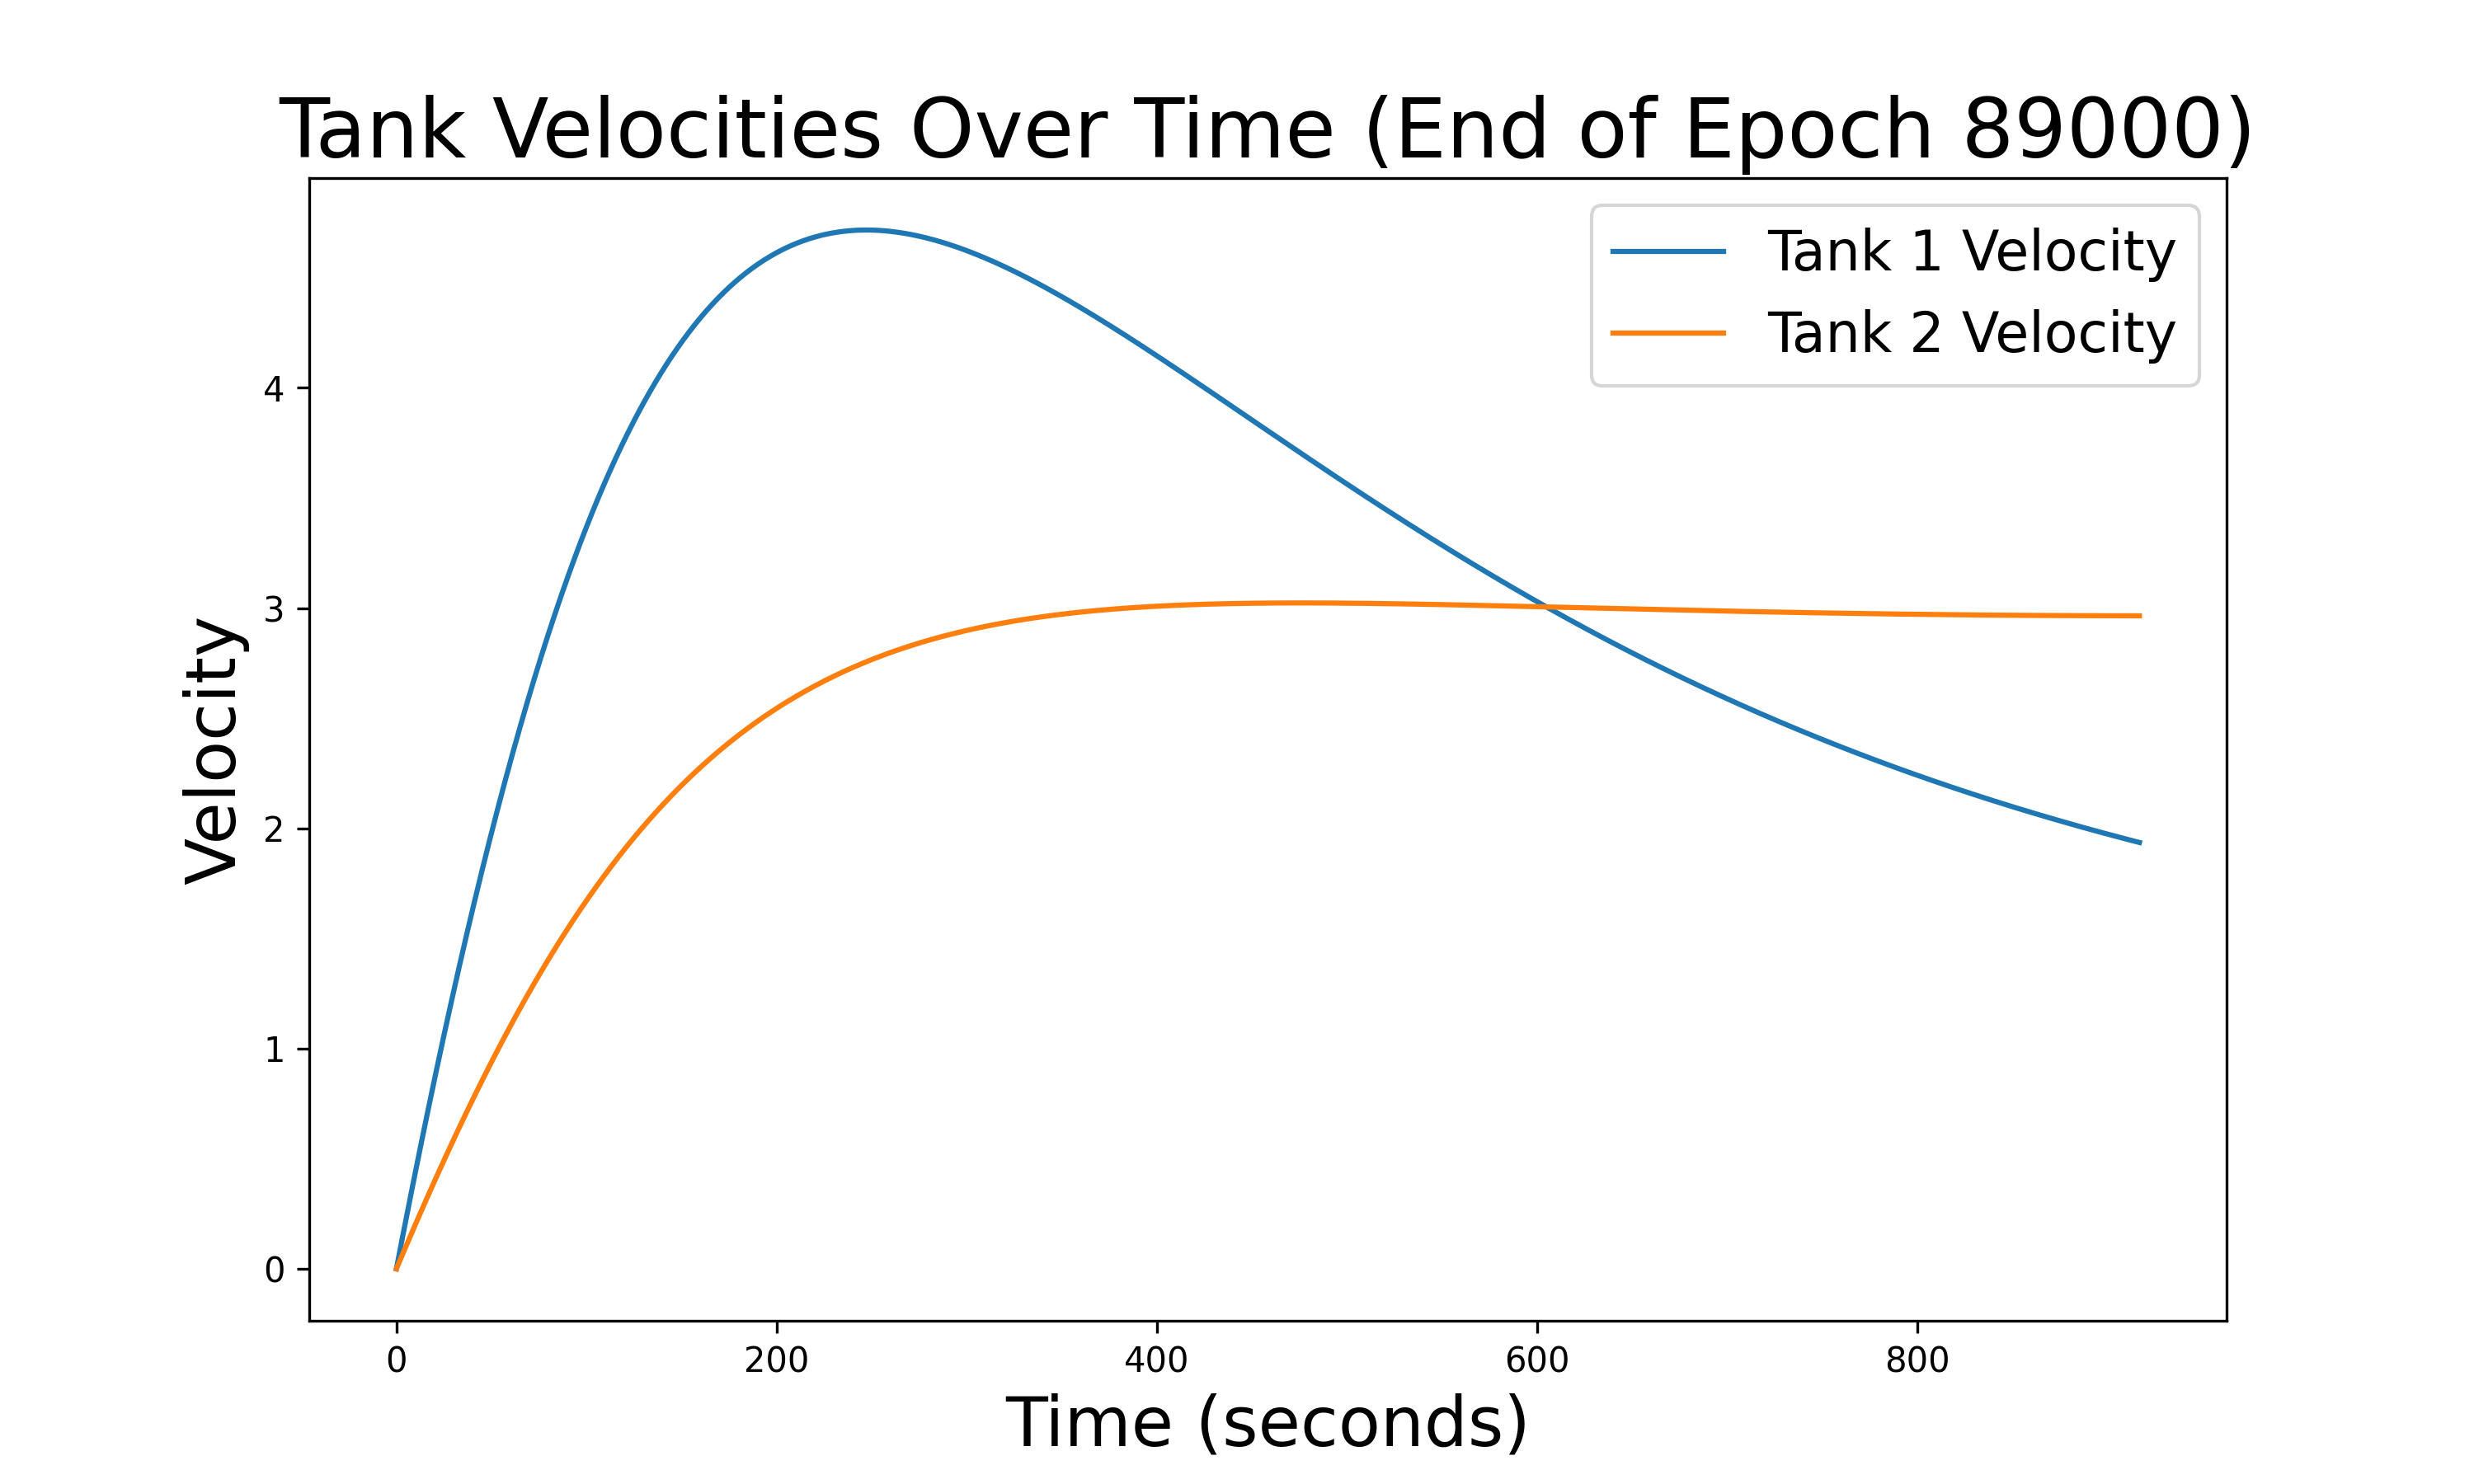 Tank Velocities Over Time (End of Epoch 89000)
Tank 1 Velocity
Tank 2 Velocity
Velocity
4
3
2
1
0
0 200 400 600 800
Time (seconds)